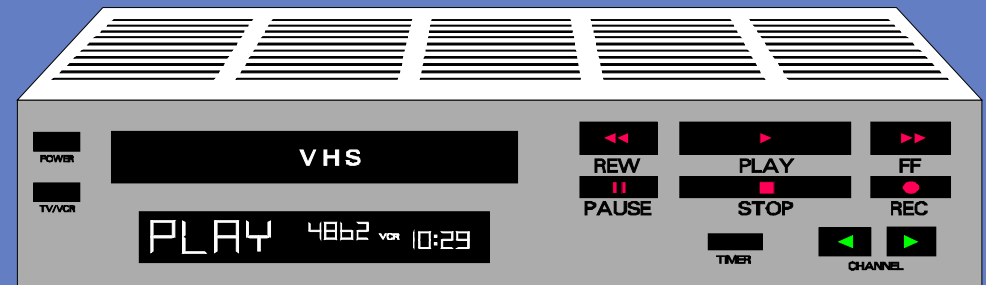 POWER
VHS
REW PLAY FF
TV/VCR
PAUSE STOP REC
PLAY 4862 VCR 10:29
TIMER
CHANNEL